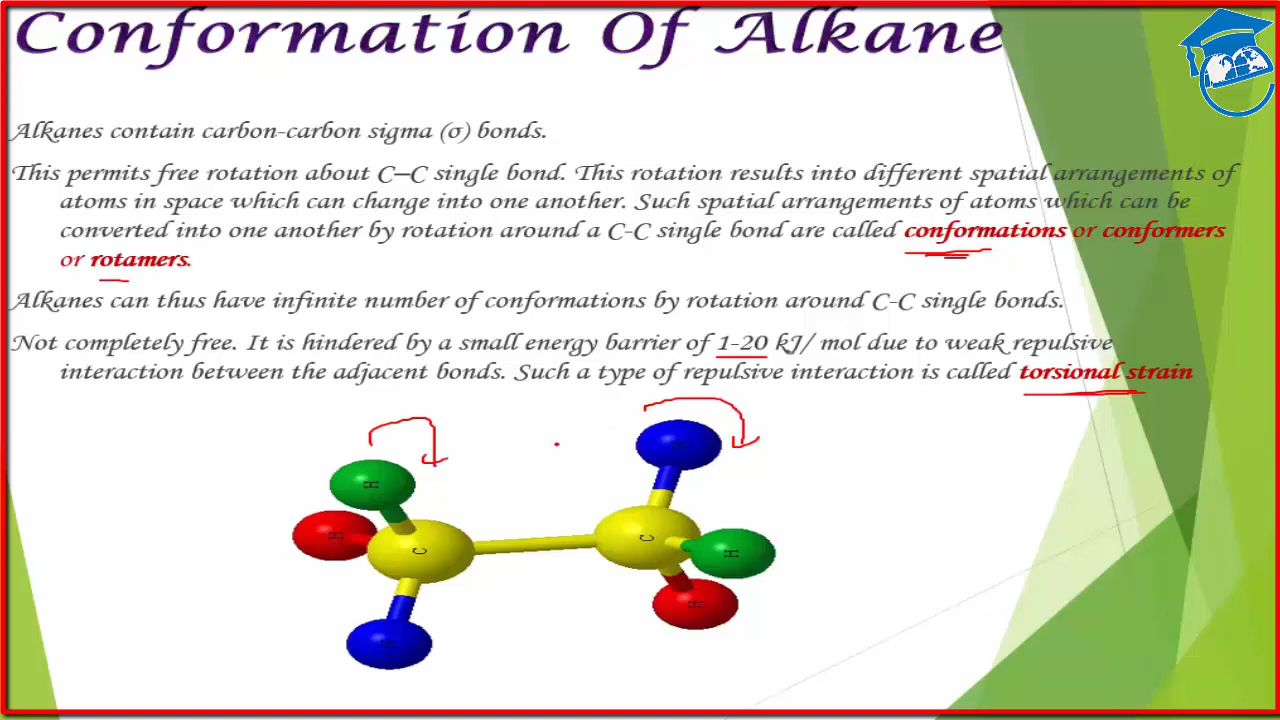 Conformation Of Alkane
Alkanes contain carbon-carbon sigma (σ) bonds.
This permits free rotation about C–C single bond. This rotation results into different spatial arrangements of
atoms in space which can change into one another. Such spatial arrangements of atoms which can be
converted into one another by rotation around a C-C single bond are called conformations or conformers
or rotamers.
Alkanes can thus have infinite number of conformations by rotation around C-C single bonds.
Not completely free. It is hindered by a small energy barrier of 1-20 kJ/ mol due to weak repulsive
interaction between the adjacent bonds. Such a type of repulsive interaction is called torsional strain
H
H
C
C
H
H